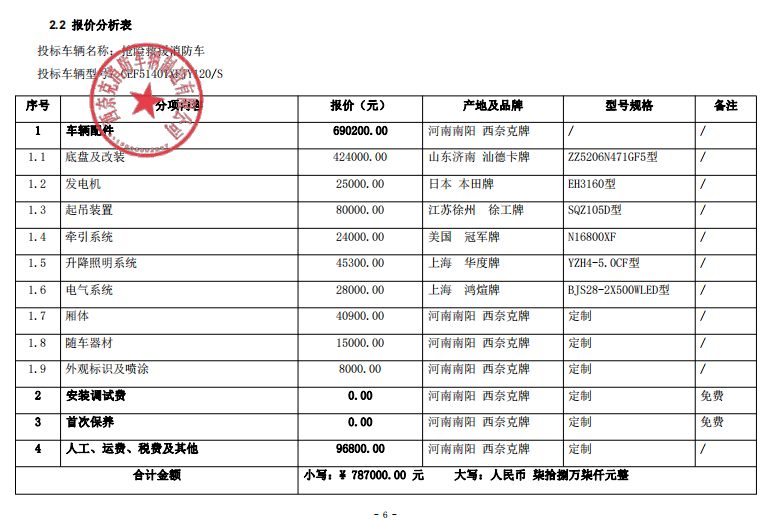 2.2 报价分析表
投标车辆名称：抢险救援消防车
投标车辆型号：CEF5140TXFJY120/S
序号 分项内容 报价（元） 产地及品牌 型号规格 备注
1 车辆配件 690200.00 河南南阳 西奈克牌 / /
1.1 底盘及改装 424000.00 山东济南 汕德卡牌 ZZ5206N471GF5型 /
1.2 发电机 25000.00 日本 本田牌 EH3160型 /
1.3 起吊装置 80000.00 江苏徐州 徐工牌 SQZ105D型 /
1.4 牵引系统 24000.00 美国 冠军牌 N16800XF /
1.5 升降照明系统 45300.00 上海 华度牌 YZH4-5.0CF型 /
1.6 电气系统 28000.00 上海 鸿煊牌 BJS28-2X500WLED型 /
1.7 厢体 40900.00 河南南阳 西奈克牌 定制 /
1.8 随车器材 15000.00 河南南阳 西奈克牌 定制 /
1.9 外观标识及喷涂 8000.00 河南南阳 西奈克牌 定制 /
2 安装调试费 0.00 河南南阳 西奈克牌 定制 免费
3 首次保养 0.00 河南南阳 西奈克牌 定制 免费
4 人工、运费、税费及其他 96800.00 河南南阳 西奈克牌 定制 /
合计金额 小写：¥ 787000.00 元 大写：人民币 柒拾捌万柒仟元整
西奈克消防车辆制造有限公司
- 6 -